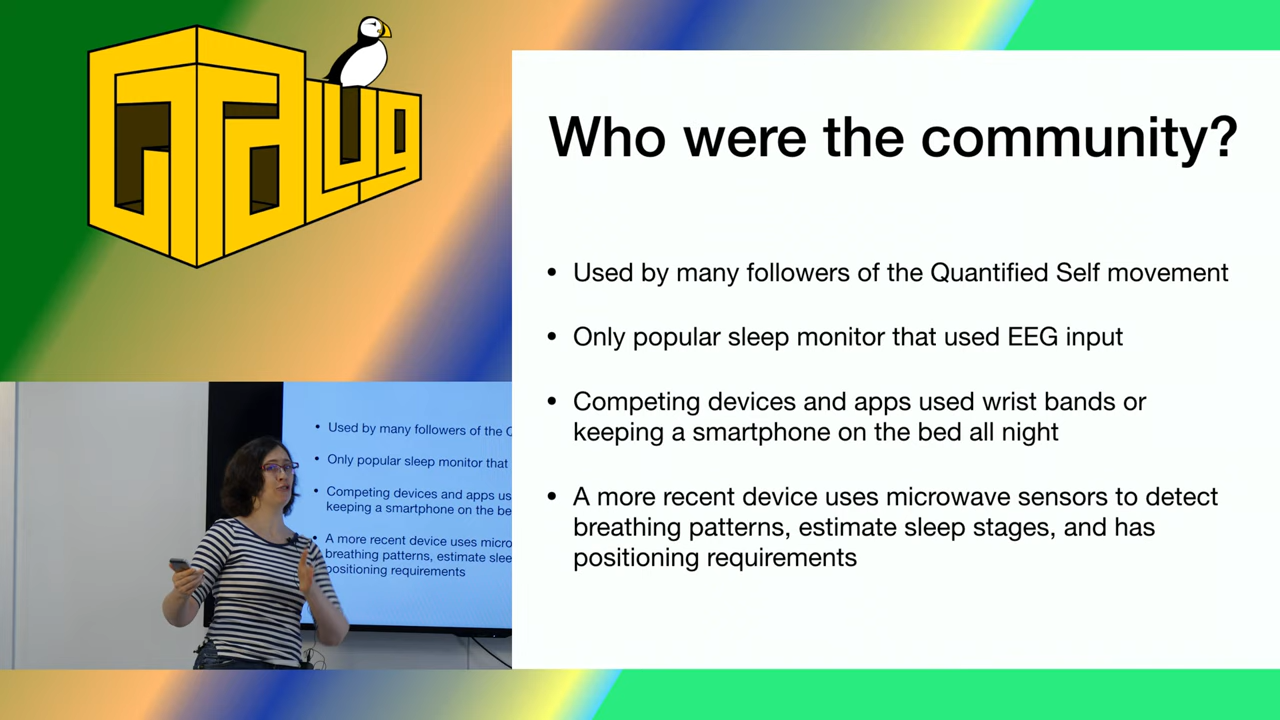 GTALug
Who were the community?
• Used by many followers of the Quantified Self movement
• Only popular sleep monitor that used EEG input
• Competing devices and apps used wrist bands or
keeping a smartphone on the bed all night
• A more recent device uses microwave sensors to detect
breathing patterns, estimate sleep stages, and has
positioning requirements
• Used by many followers of the
• Only popular sleep monitor that
• Competing devices and apps
keeping a smartphone on the
• A more recent device uses
breathing patterns, estimate
positioning requirements